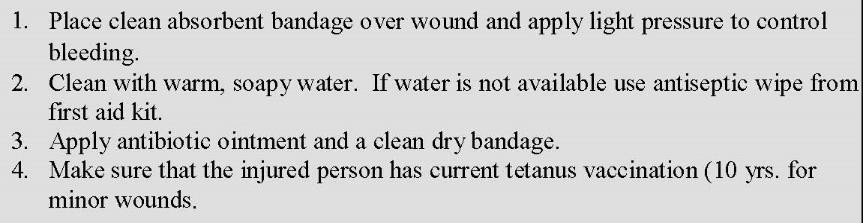 1. Place clean absorbent bandage over wound and apply light pressure to control
bleeding.
2. Clean with warm, soapy water. If water is not available use antiseptic wipe from
first aid kit.
3. Apply antibiotic ointment and a clean dry bandage.
4. Make sure that the injured person has current tetanus vaccination (10 yrs. for
minor wounds.